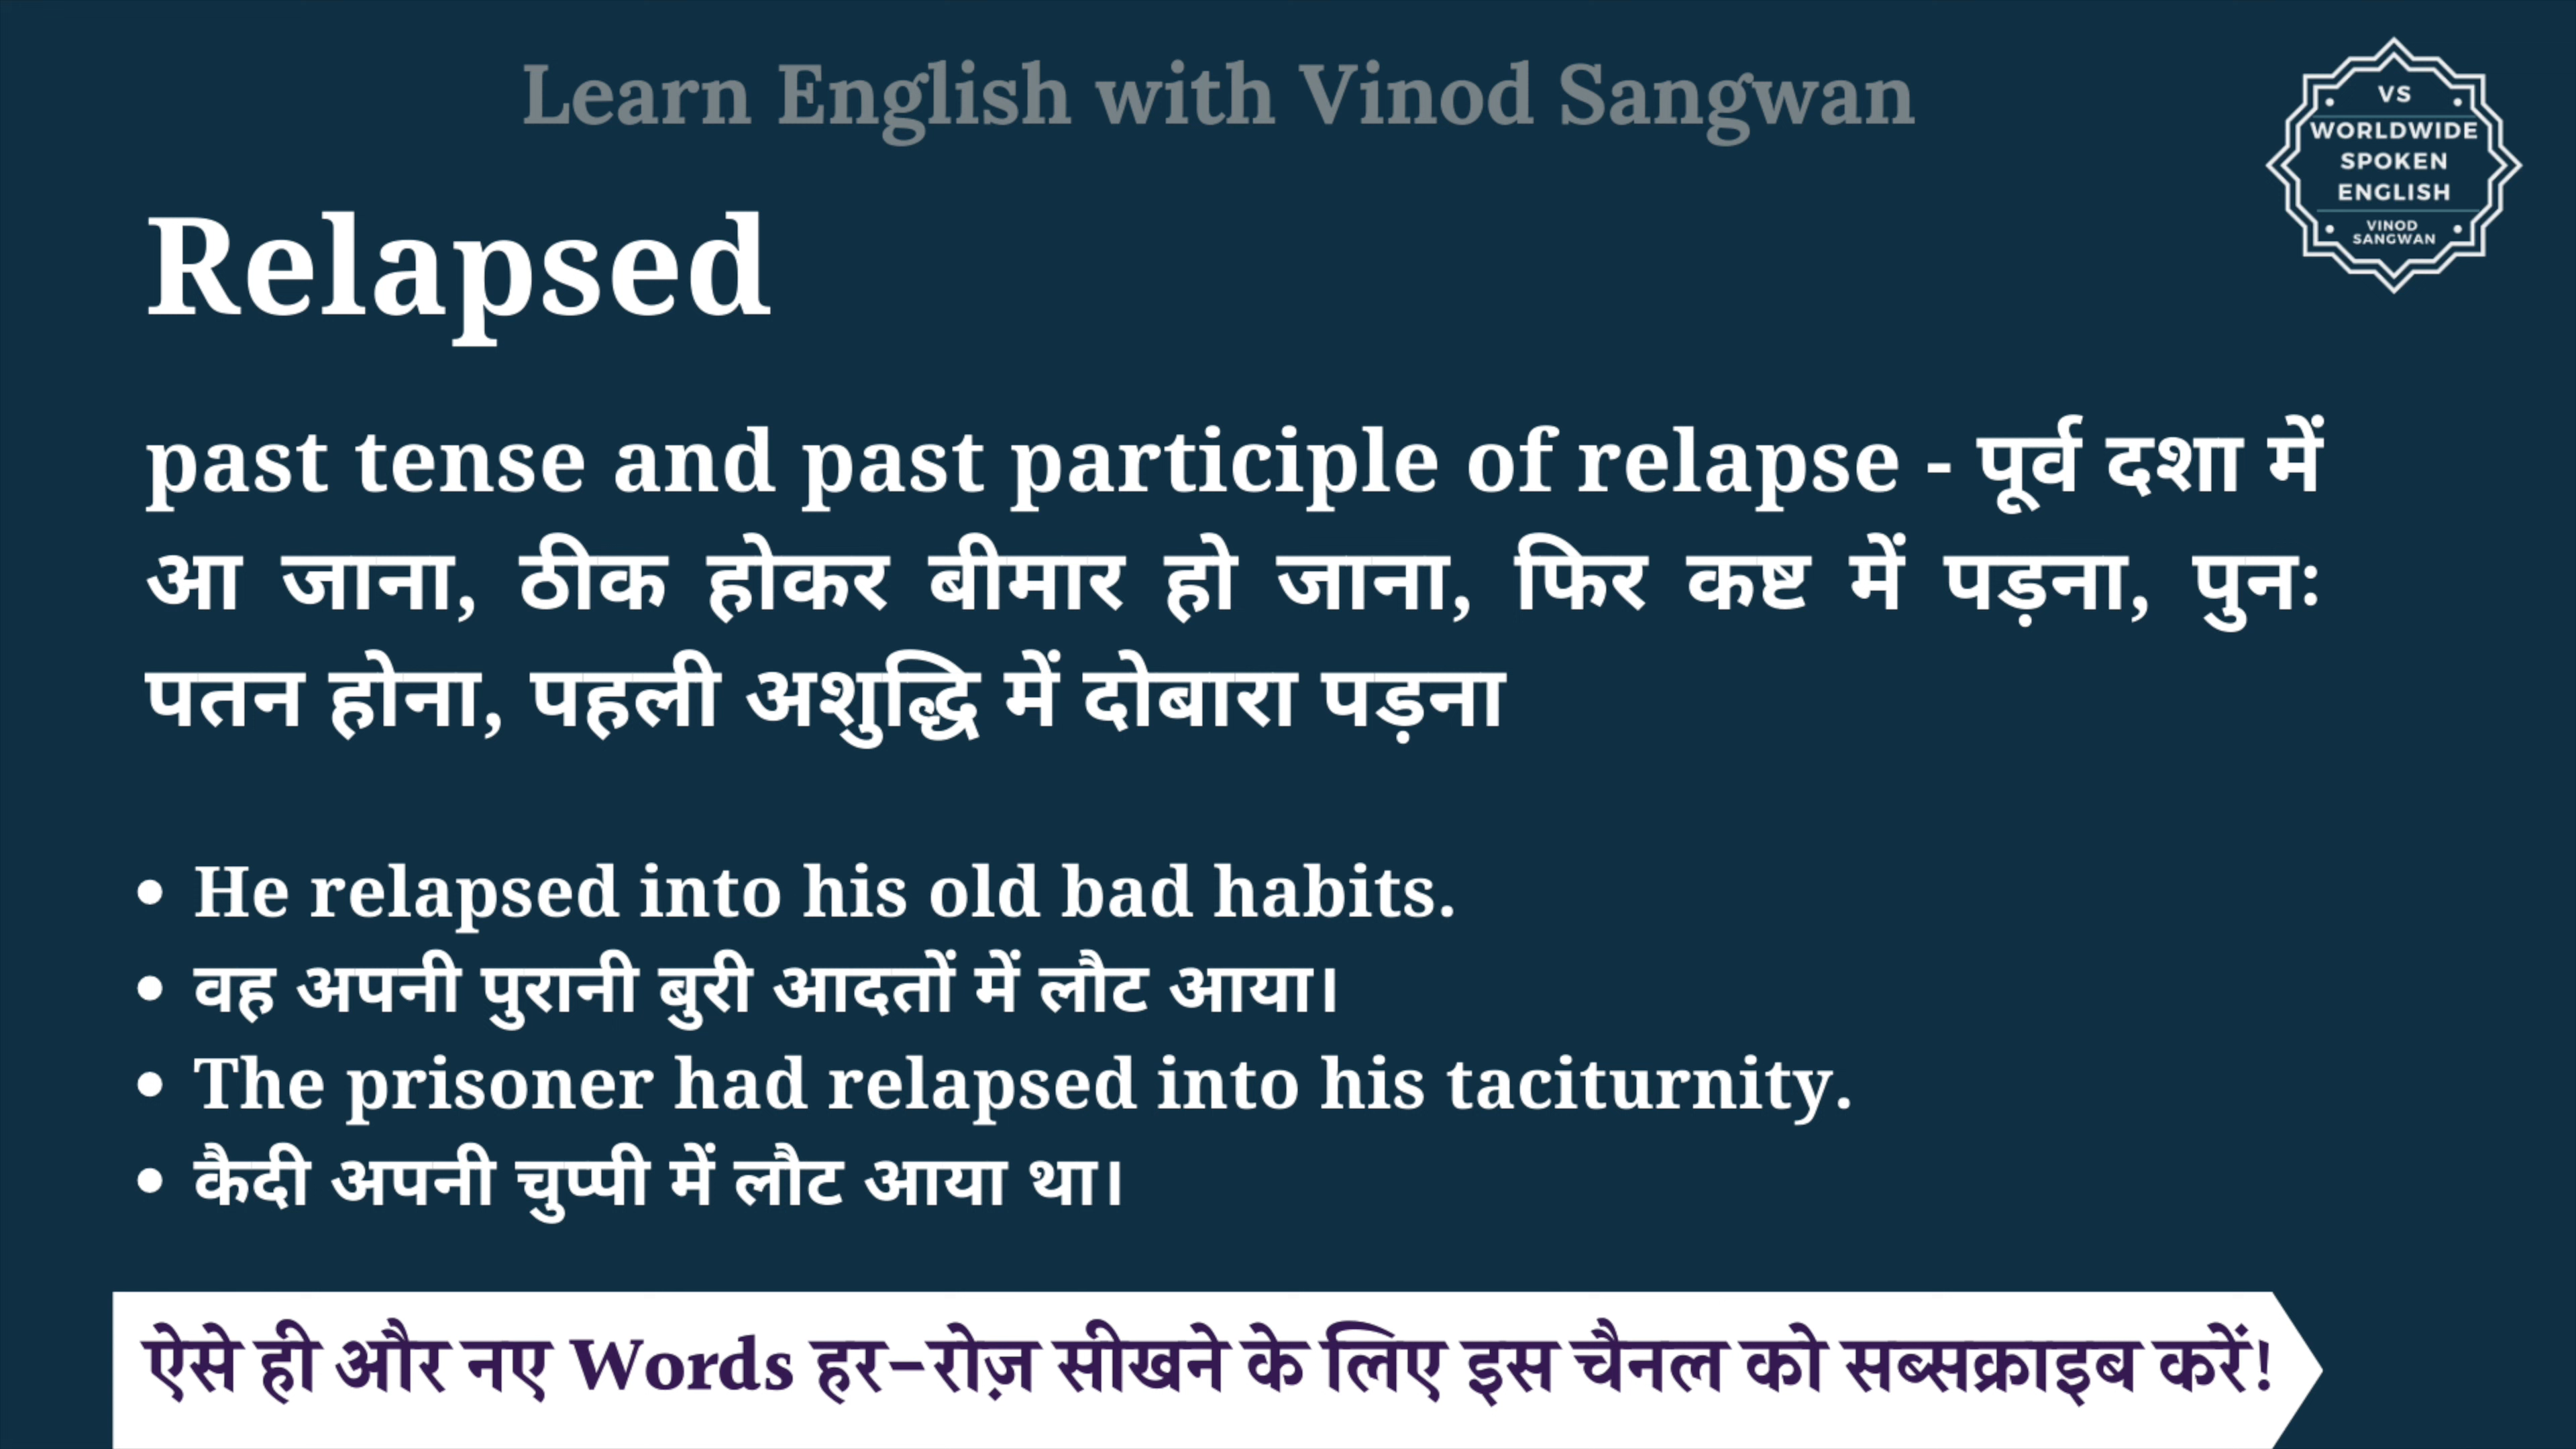 Learn English with Vinod Sangwan
VS
WORLDWIDE
SPOKEN
ENGLISH
VINOD
SANGWAN
Relapsed
past tense and past participle of relapse - पूर्व दशा में
आ जाना, ठीक होकर बीमार हो जाना, फिर कष्ट में पड़ना, पुनः
पतन होना, पहली अशुद्धि में दोबारा पड़ना
• He relapsed into his old bad habits.
• वह अपनी पुरानी बुरी आदतों में लौट आया।
• The prisoner had relapsed into his taciturnity.
• कैदी अपनी चुप्पी में लौट आया था।
ऐसे ही और नए Words हर-रोज़ सीखने के लिए इस चैनल को सब्सक्राइब करें!